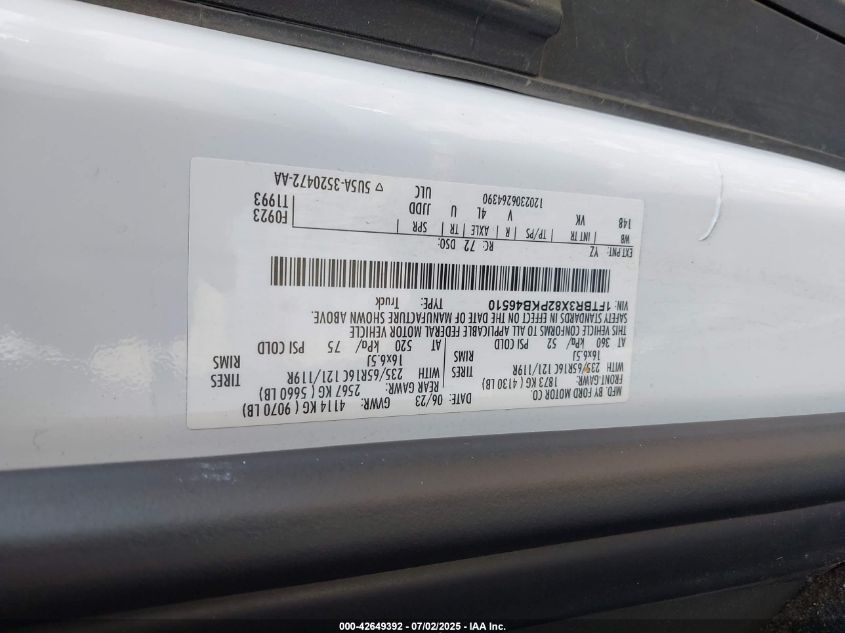 MFD. BY FORD MOTOR CO.
DATE: 06/23 GVWR: 4114 KG ( 9070 LB)
FRONT GAWR: 1873 KG ( 4130 LB) REAR GAWR: 2567 KG ( 5660 LB)
WITH 235/65R16C 121/119R TIRES 235/65R16C 121/119R TIRES
16x6.5J RIMS 16x6.5J RIMS
AT 360 kPa/ 52 PSI COLD AT 520 kPa/ 75 PSI COLD
THIS VEHICLE CONFORMS TO ALL APPLICABLE FEDERAL MOTOR VEHICLE
SAFETY STANDARDS IN EFFECT ON THE DATE OF MANUFACTURE SHOWN ABOVE.
VIN: 1FTBR3X82PKB46510 TYPE: Truck
EXT PNT: YZ RC: 72 DSO:
WB INT TR TP/PS R AXLE TR SPR F0923
148 VK V 4L U JJDD T1993
1202306264390 ULC ▽ 5U5A-3520472-AA
000-42649392 - 07/02/2025 - IAA Inc.